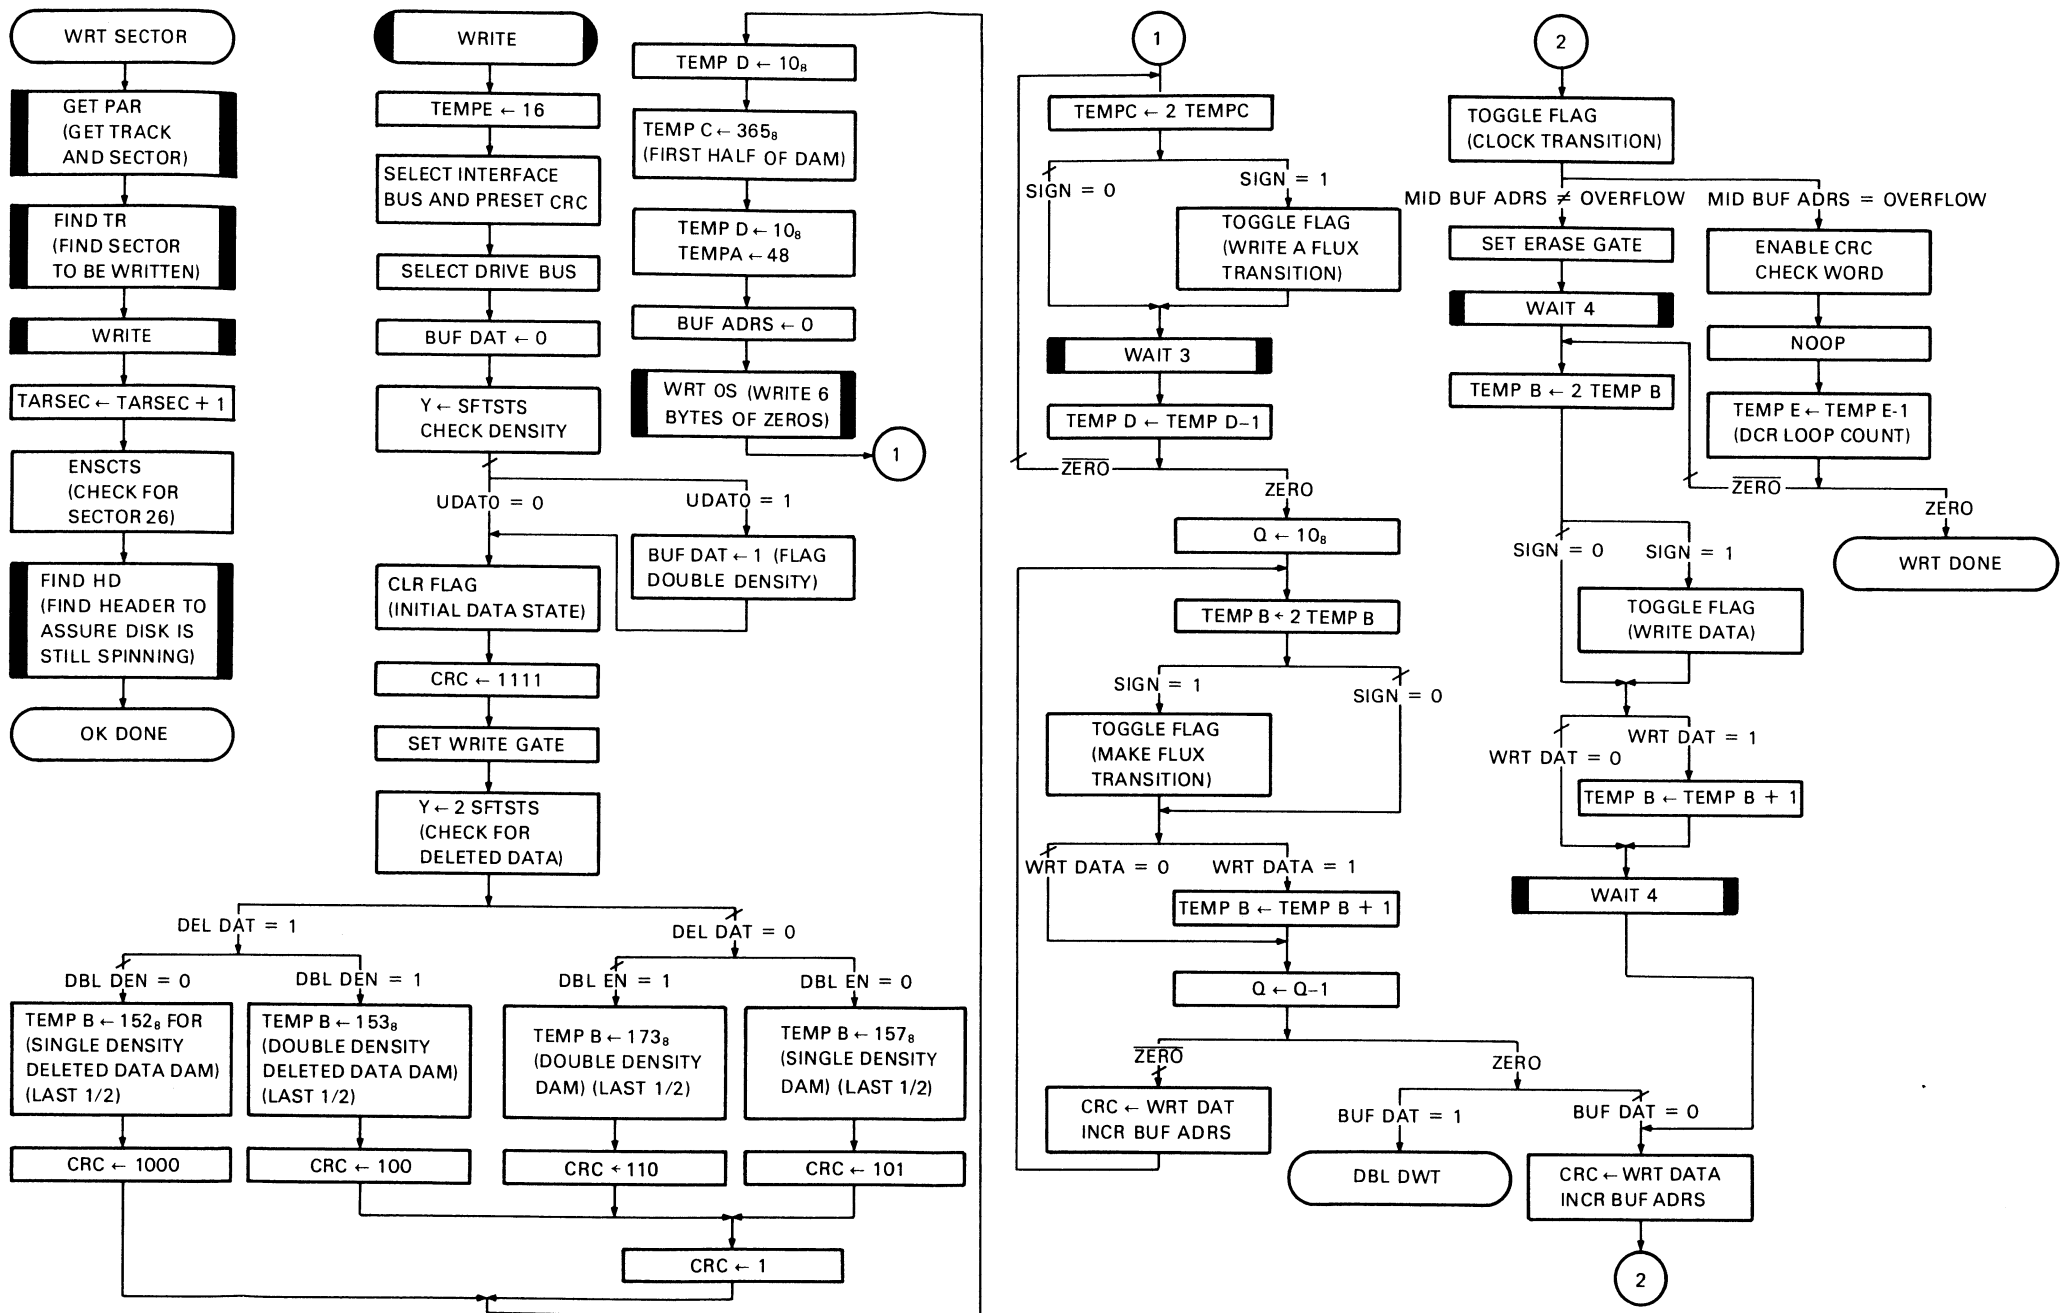 WRT SECTOR
GET PAR
(GET TRACK
AND SECTOR)
FIND TR
(FIND SECTOR
TO BE WRITTEN)
WRITE
TARSEC ← TARSEC + 1
ENSCTS
(CHECK FOR
SECTOR 26)
FIND HD
(FIND HEADER TO
ASSURE DISK IS
STILL SPINNING)
OK DONE
WRITE
TEMPE ← 16
SELECT INTERFACE
BUS AND PRESET CRC
SELECT DRIVE BUS
BUF DAT ← 0
Y ← SFTSTS
CHECK DENSITY
UDAT0 = 0
UDAT0 = 1
BUF DAT ← 1 (FLAG
DOUBLE DENSITY)
CLR FLAG
(INITIAL DATA STATE)
CRC ← 1111
SET WRITE GATE
Y ← 2 SFTSTS
(CHECK FOR
DELETED DATA)
DEL DAT = 1
DEL DAT = 0
DBL DEN = 0
DBL DEN = 1
DBL EN = 1
DBL EN = 0
TEMP B ← 152₈ FOR
(SINGLE DENSITY
DELETED DATA DAM)
(LAST 1/2)
TEMP B ← 153₈
(DOUBLE DENSITY
DELETED DATA DAM)
(LAST 1/2)
TEMP B ← 173₈
(DOUBLE DENSITY
DAM) (LAST 1/2)
TEMP B ← 157₈
(SINGLE DENSITY
DAM) (LAST 1/2)
CRC ← 1000
CRC ← 100
CRC ← 110
CRC ← 101
CRC ← 1
TEMP D ← 10₈
TEMP C ← 365₈
(FIRST HALF OF DAM)
TEMP D ← 10₈
TEMPA ← 48
BUF ADRS ← 0
WRT 0S (WRITE 6
BYTES OF ZEROS)
1
1
TEMPC ← 2 TEMPC
SIGN = 0
SIGN = 1
TOGGLE FLAG
(WRITE A FLUX
TRANSITION)
WAIT 3
TEMP D ← TEMP D–1
Z̅E̅R̅O̅
ZERO
Q ← 10₈
TEMP B ← 2 TEMP B
SIGN = 1
SIGN = 0
TOGGLE FLAG
(MAKE FLUX
TRANSITION)
WRT DATA = 0
WRT DATA = 1
TEMP B ← TEMP B + 1
Q ← Q–1
Z̅E̅R̅O̅
ZERO
CRC ← WRT DAT
INCR BUF ADRS
BUF DAT = 1
BUF DAT = 0
DBL DWT
CRC ← WRT DATA
INCR BUF ADRS
2
2
TOGGLE FLAG
(CLOCK TRANSITION)
MID BUF ADRS ≠ OVERFLOW
MID BUF ADRS = OVERFLOW
SET ERASE GATE
ENABLE CRC
CHECK WORD
WAIT 4
NOOP
TEMP B ← 2 TEMP B
TEMP E ← TEMP E-1
(DCR LOOP COUNT)
Z̅E̅R̅O̅
ZERO
WRT DONE
SIGN = 0
SIGN = 1
TOGGLE FLAG
(WRITE DATA)
WRT DAT = 1
WRT DAT = 0
TEMP B ← TEMP B + 1
WAIT 4